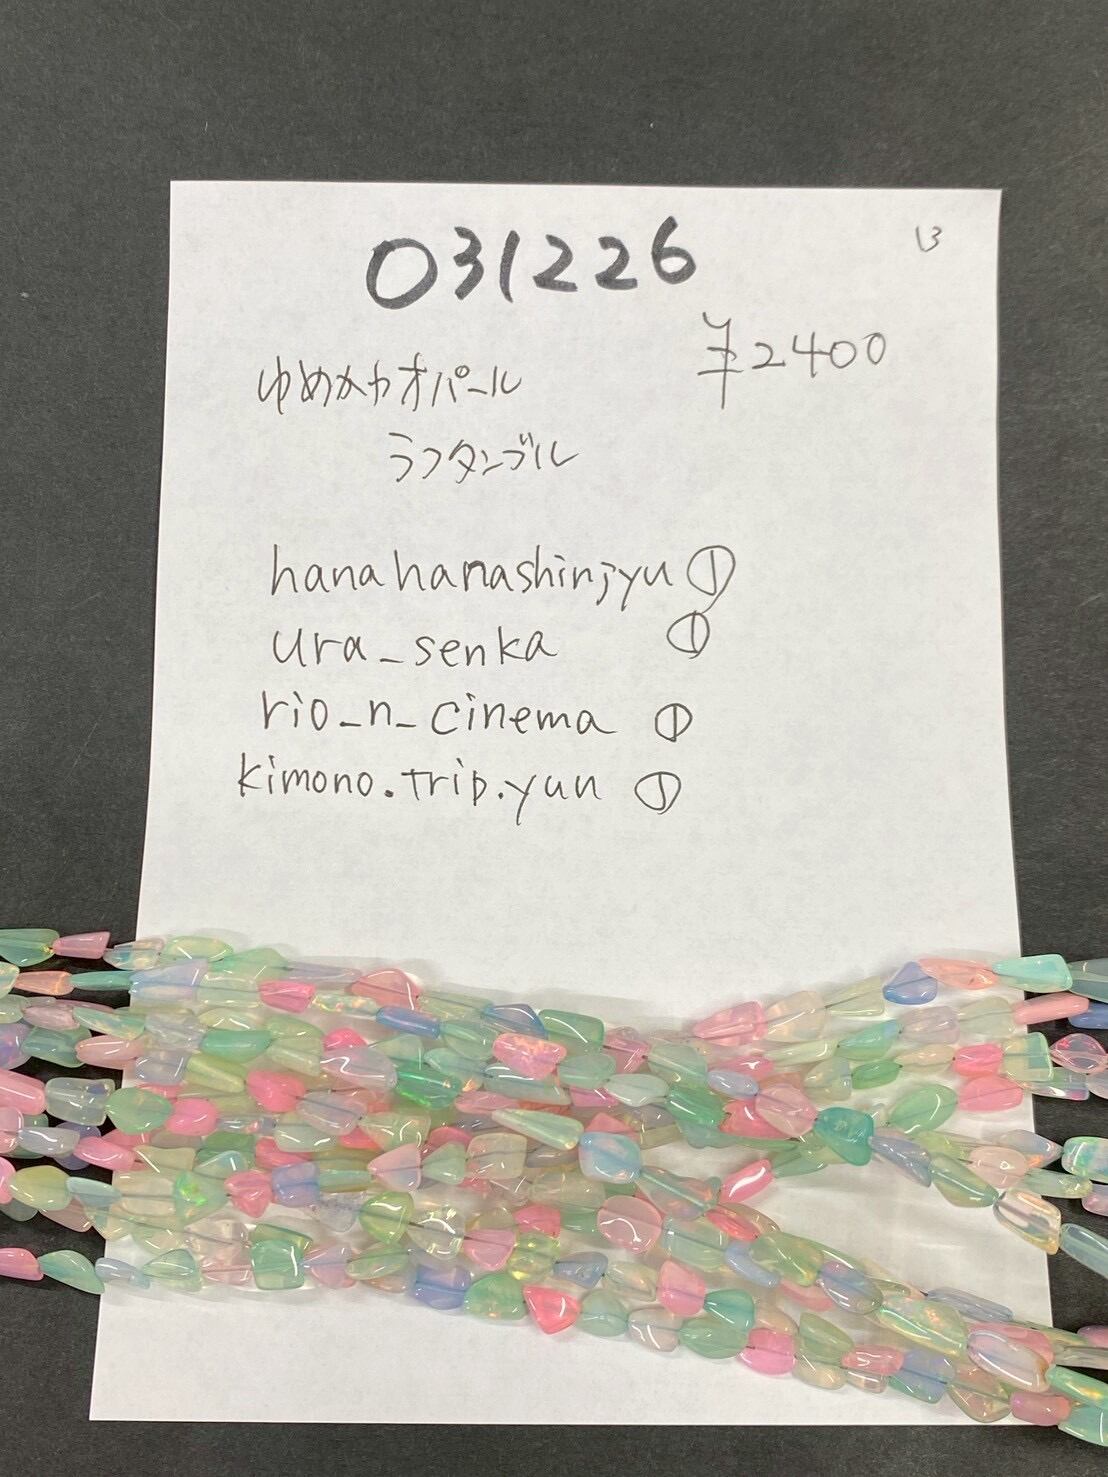 031226
13
¥2400
ゆめかわオパール
ラフタンブル
hanahanashinjyu ①
ura_senka ①
rio_n_cinema ①
kimono.trip.yun ①